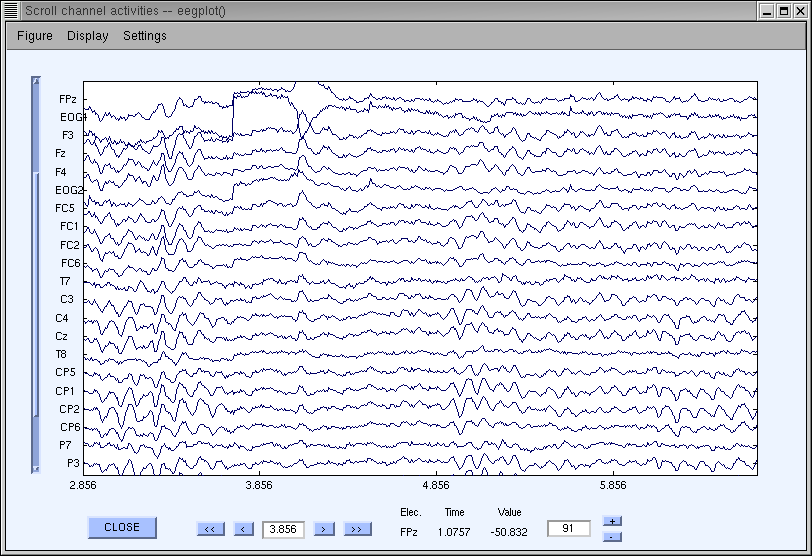 Scroll channel activities -- eegplot()
Figure Display Settings
FPz
EOG1
F3
Fz
F4
EOG2
FC5
FC1
FC2
FC6
T7
C3
C4
Cz
T8
CP5
CP1
CP2
CP6
P7
P3
2.856 3.856 4.856 5.856
Elec. Time Value
CLOSE << < 3.856 > >> FPz 1.0757 -50.832 91 +
-